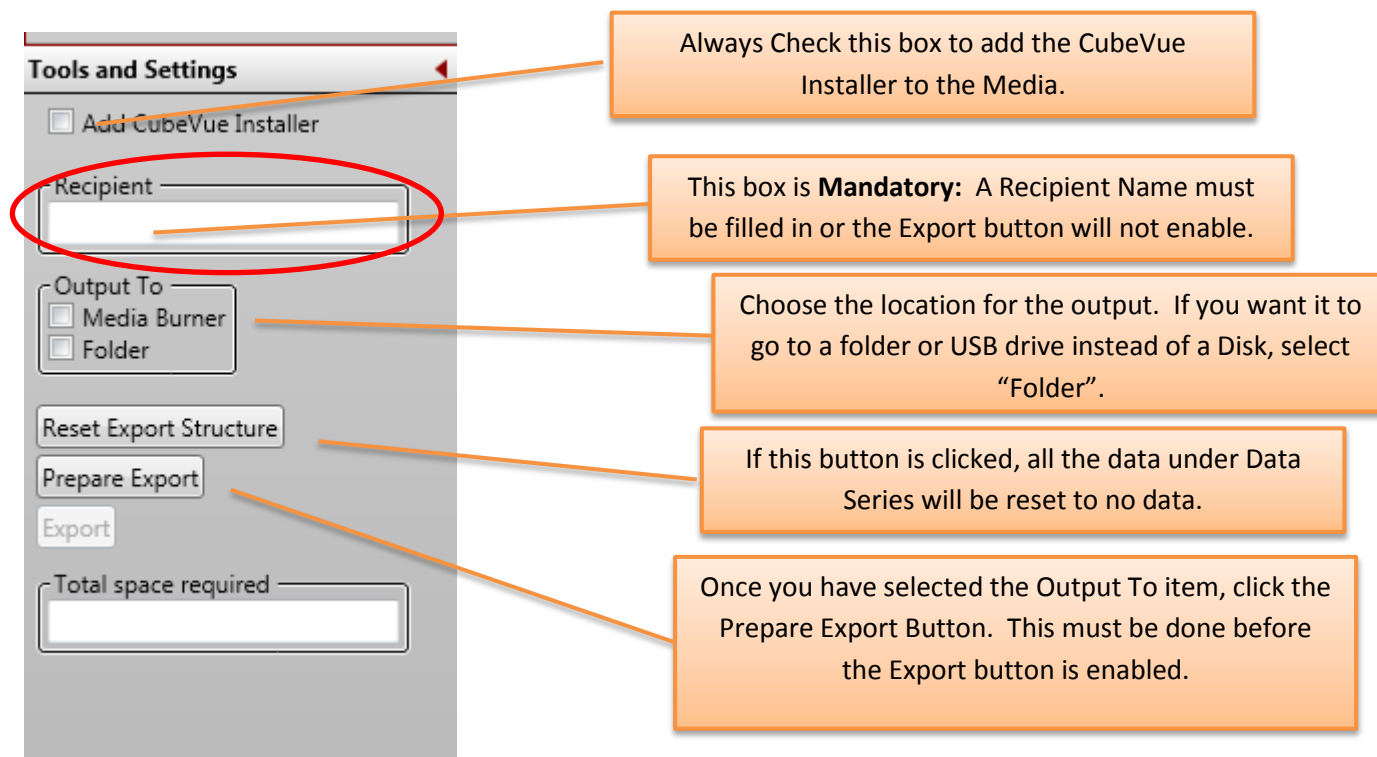 Tools and Settings
Add CubeVue Installer
Recipient
Output To
Media Burner
Folder
Reset Export Structure
Prepare Export
Export
Total space required
Always Check this box to add the CubeVue
Installer to the Media.
This box is Mandatory: A Recipient Name must
be filled in or the Export button will not enable.
Choose the location for the output. If you want it to
go to a folder or USB drive instead of a Disk, select
“Folder”.
If this button is clicked, all the data under Data
Series will be reset to no data.
Once you have selected the Output To item, click the
Prepare Export Button. This must be done before
the Export button is enabled.